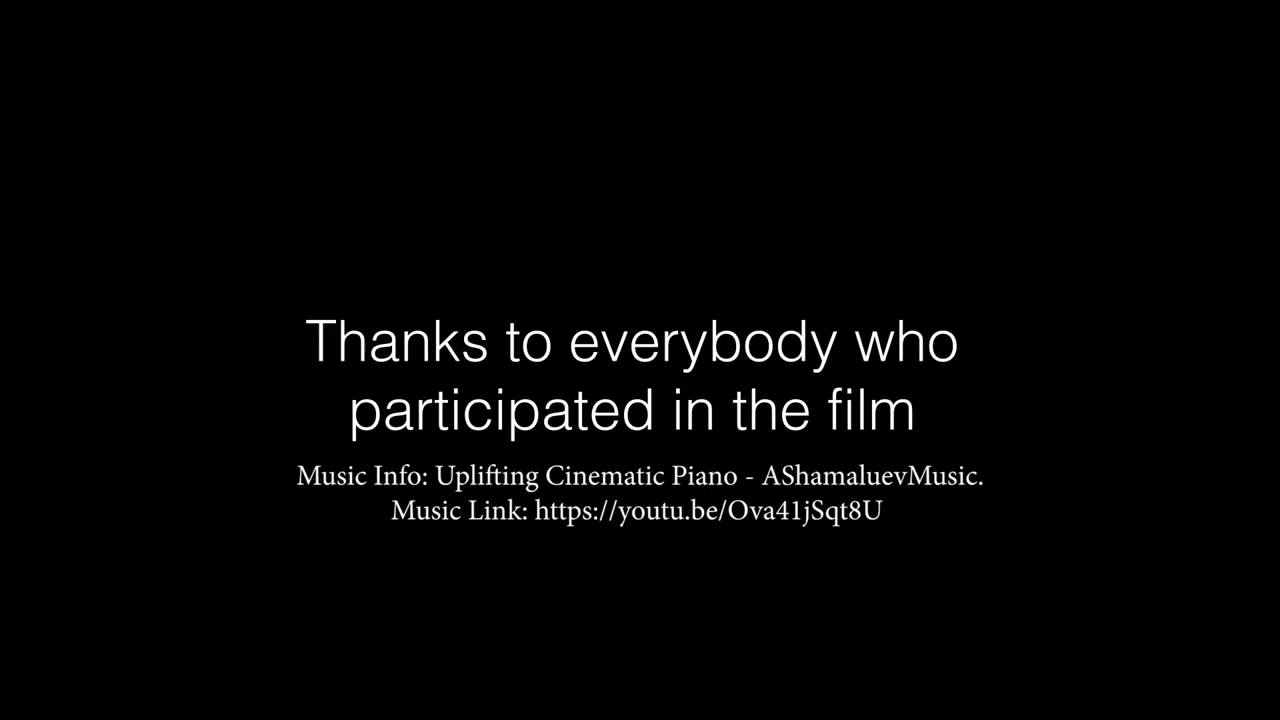 Thanks to everybody who
participated in the film
Music Info: Uplifting Cinematic Piano - AShamaluevMusic.
Music Link: https://youtu.be/Ova41jSqt8U